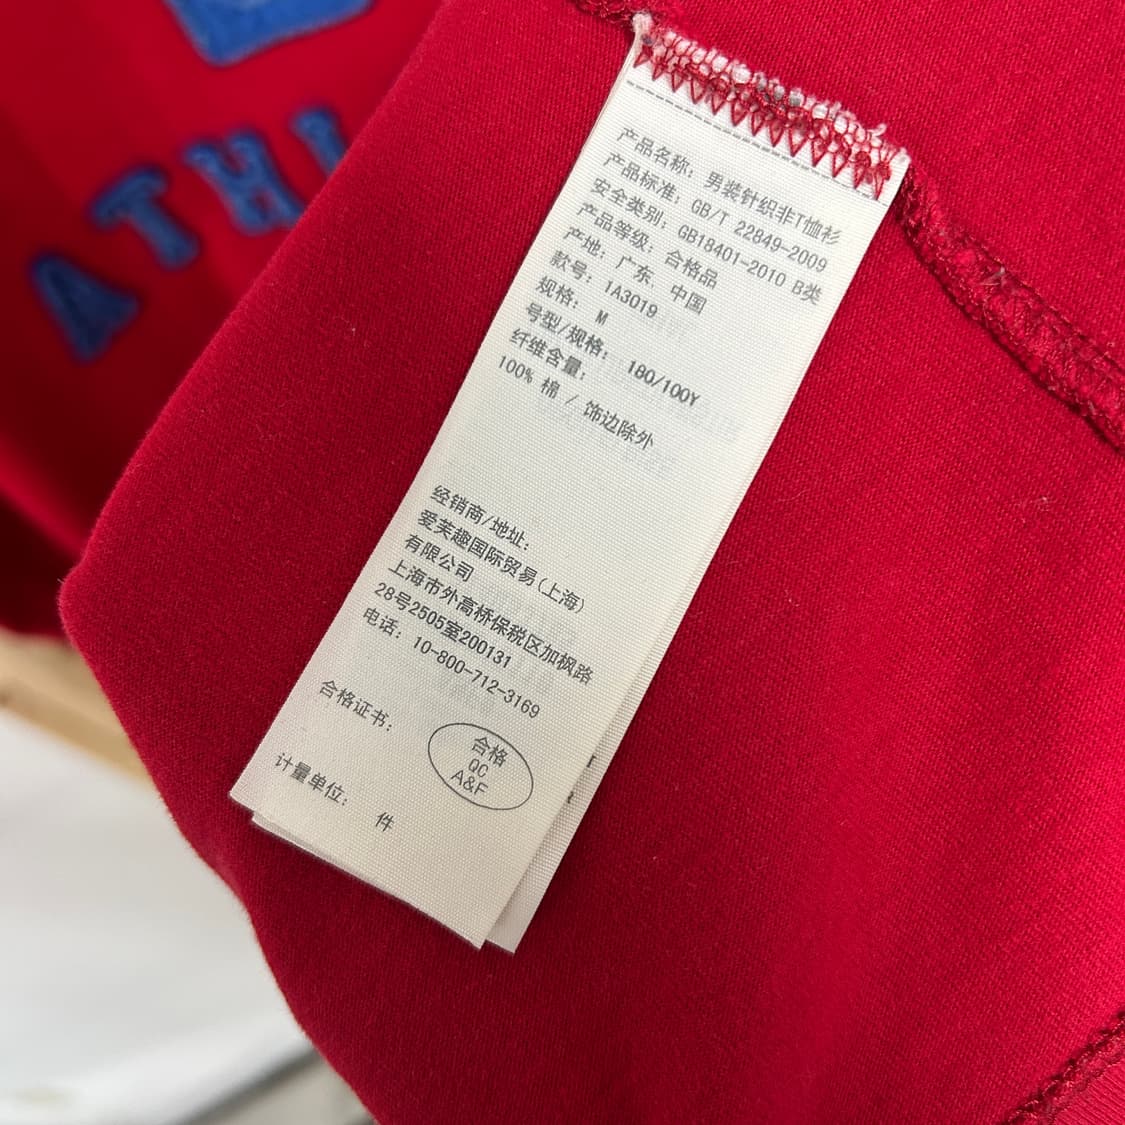 ATHL
产品名称: 男装针织非T恤衫
产品标准: GB/T 22849-2009
安全类别: GB18401-2010 B类
产品等级: 合格品
产地: 广东, 中国
款号: 1A3019
规格: M
号型/规格: 180/100Y
纤维含量:
100% 棉 / 饰边除外
经销商/地址:
爱芙趣国际贸易(上海)
有限公司
上海市外高桥保税区加枫路
28号2505室200131
电话: 10-800-712-3169
合格证书:
合格
QC
A&F
计量单位: 件